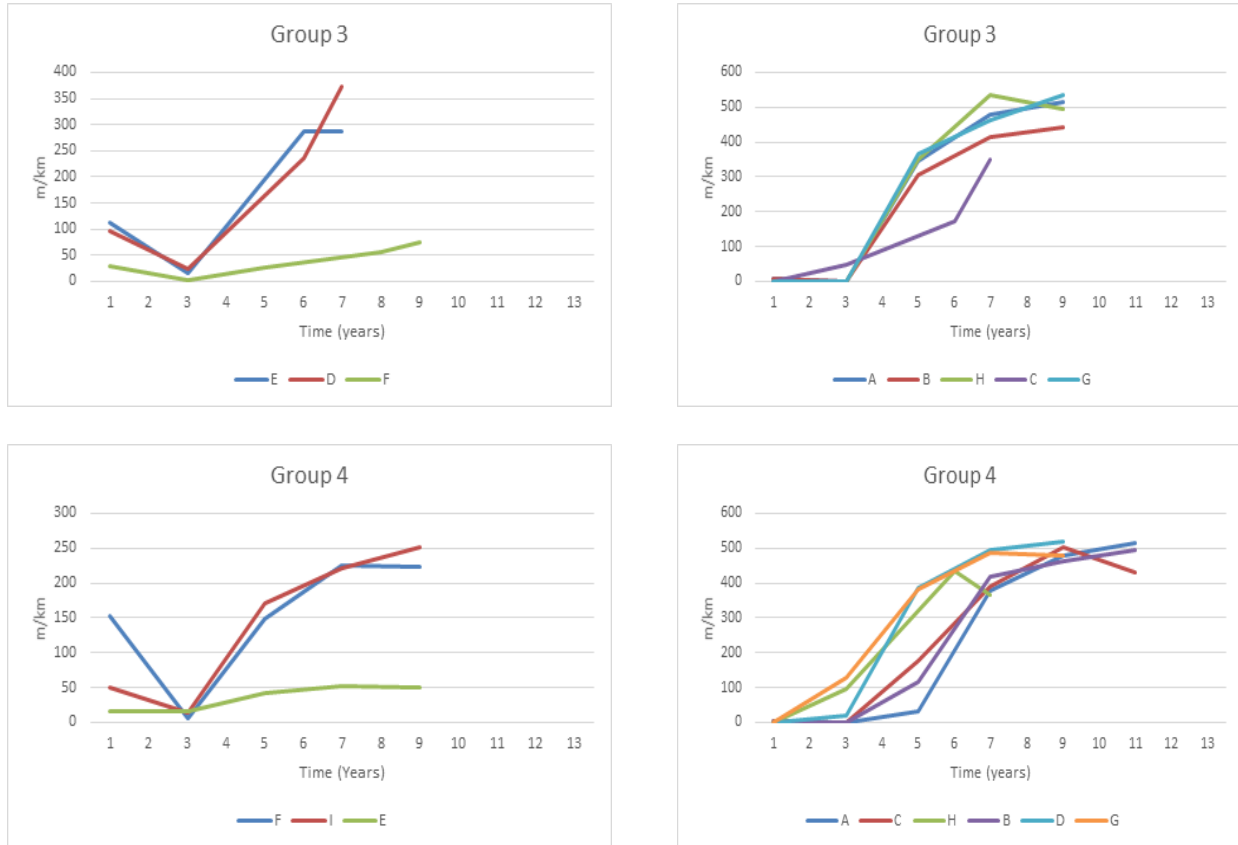 Group 3
400
350
300
250
200
150
100
50
0
m/km
1 2 3 4 5 6 7 8 9 10 11 12 13
Time (years)
E D F
Group 3
600
500
400
300
200
100
0
m/km
1 2 3 4 5 6 7 8 9 10 11 12 13
Time (years)
A B H C G
Group 4
300
250
200
150
100
50
0
m/km
1 2 3 4 5 6 7 8 9 10 11 12 13
Time (Years)
F I E
Group 4
600
500
400
300
200
100
0
m/km
1 2 3 4 5 6 7 8 9 10 11 12 13
Time (years)
A C H B D G